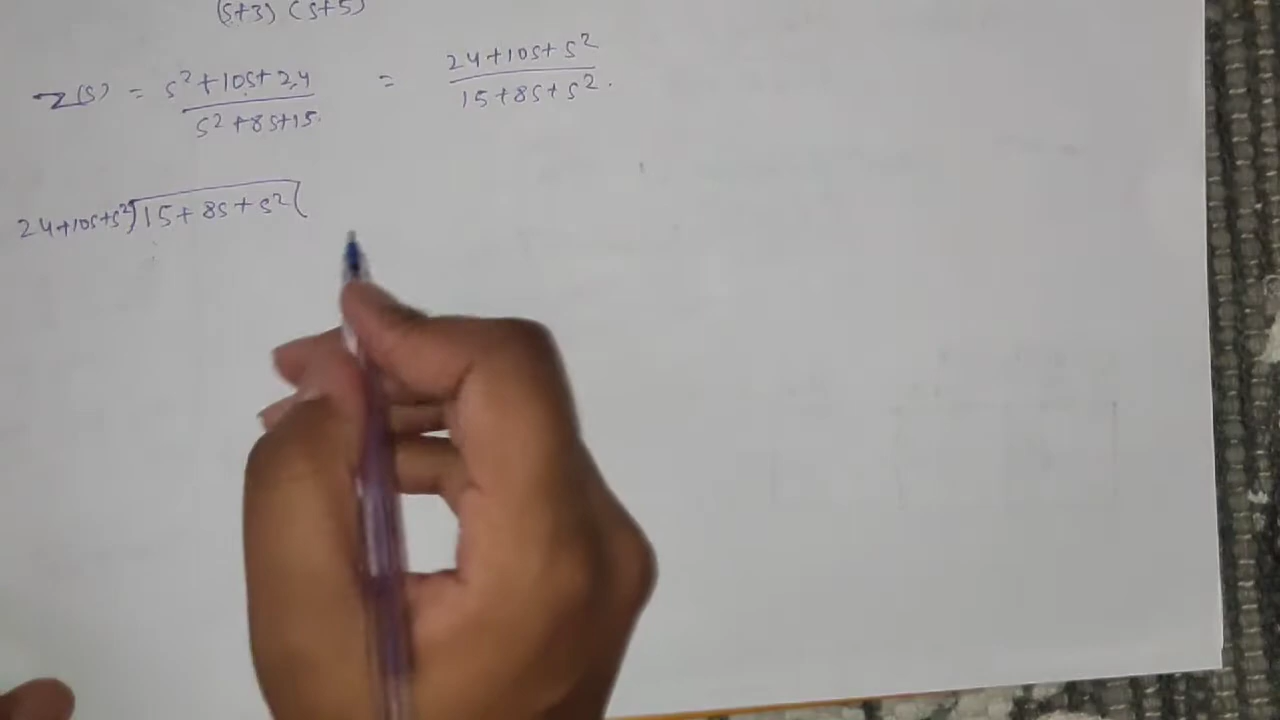 (s+3) (s+5)
Z(s) = s²+10s+24 / s²+8s+15. = 24+10s+s² / 15+8s+s².
24+10s+s²)15+8s+s²(